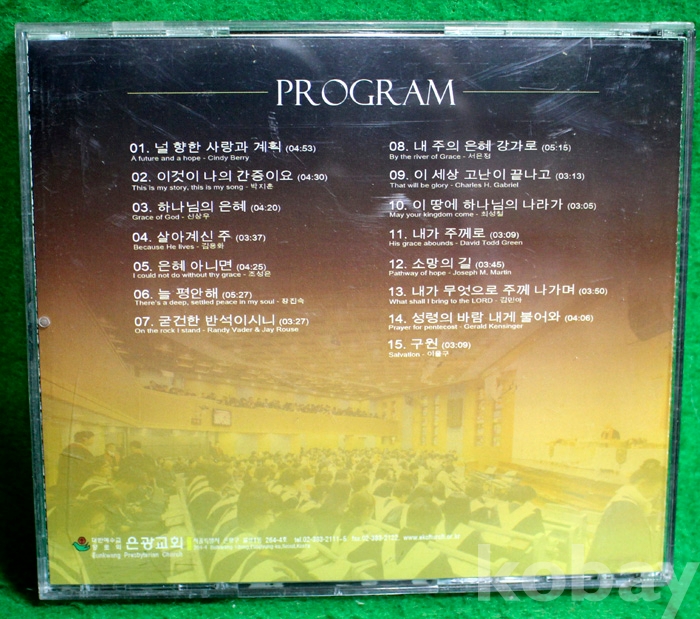 PROGRAM
01. 널 향한 사랑과 계획 (04:53)
A future and a hope - Cindy Berry
02. 이것이 나의 간증이요 (04:30)
This is my story, this is my song - 박지훈
03. 하나님의 은혜 (04:20)
Grace of God - 신상우
04. 살아계신 주 (03:37)
Because He lives - 김용화
05. 은혜 아니면 (04:25)
I could not do without thy grace - 조성은
06. 늘 평안해 (05:27)
There's a deep, settled peace in my soul - 장진숙
07. 굳건한 반석이시니 (03:27)
On the rock I stand - Randy Vader & Jay Rouse
08. 내 주의 은혜 강가로 (05:15)
By the river of Grace - 서은정
09. 이 세상 고난이 끝나고 (03:13)
That will be glory - Charles H. Gabriel
10. 이 땅에 하나님의 나라가 (03:05)
May your kingdom come - 최성철
11. 내가 주께로 (03:09)
His grace abounds - David Todd Green
12. 소망의 길 (03:45)
Pathway of hope - Joseph M. Martin
13. 내가 무엇으로 주께 나가며 (03:50)
What shall I bring to the LORD - 김민아
14. 성령의 바람 내게 불어와 (04:06)
Prayer for pentecost - Gerald Kensinger
15. 구원 (03:09)
Salvation - 이율구
대한예수교
장로회 은광교회
Eunkwang Presbyterian Church
kobay